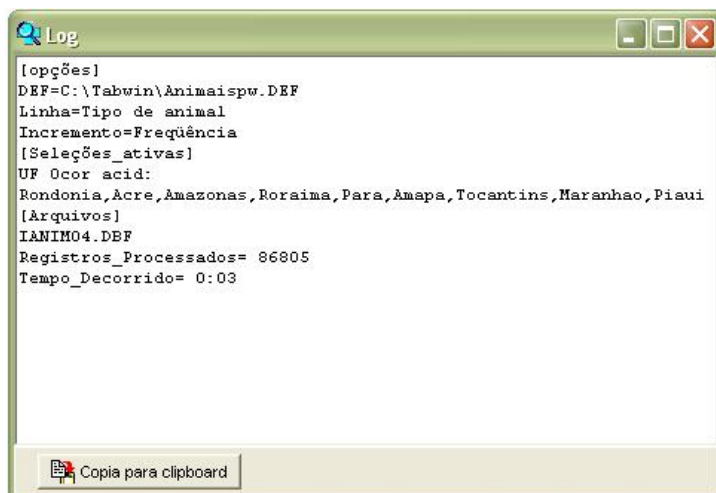 Log
[opções]
DEF=C:\Tabwin\Animaispw.DEF
Linha=Tipo de animal
Incremento=Freqüência
[Seleções_ativas]
UF Ocor acid:
Rondonia,Acre,Amazonas,Roraima,Para,Amapa,Tocantins,Maranhao,Piaui
[Arquivos]
IANIM04.DBF
Registros_Processados= 86805
Tempo_Decorrido= 0:03
Copia para clipboard